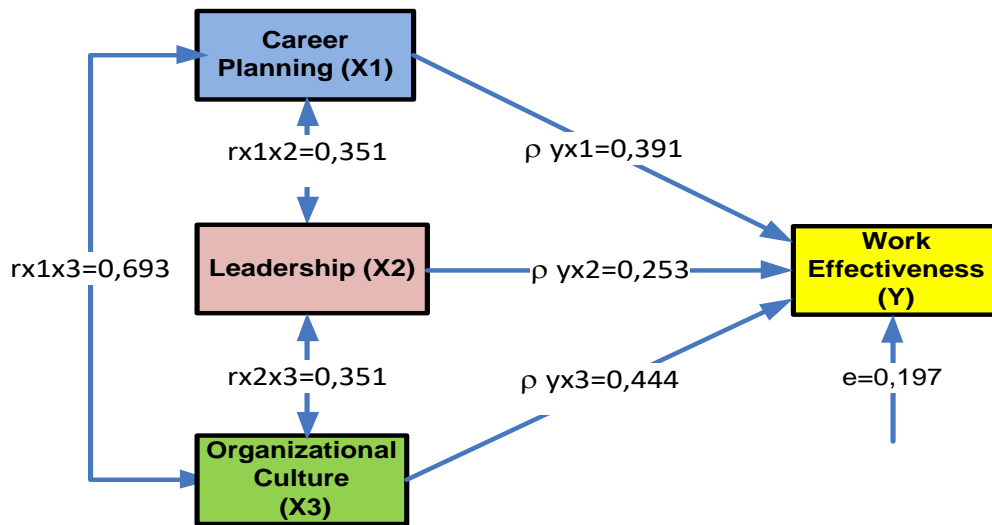 Career
Planning (X1)
rx1x2=0,351
ρ yx1=0,391
Work
Effectiveness
(Y)
Leadership (X2)
rx1x3=0,693
ρ yx2=0,253
rx2x3=0,351
ρ yx3=0,444
e=0,197
Organizational
Culture
(X3)